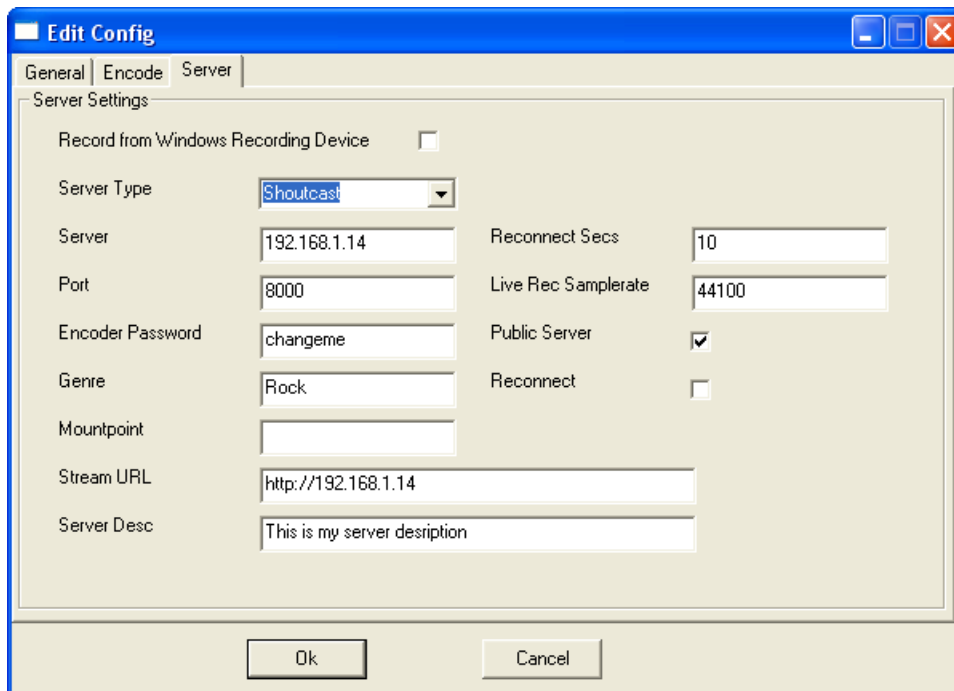 Edit Config
General Encode Server
Server Settings
Record from Windows Recording Device
Server Type Shoutcast
Server 192.168.1.14 Reconnect Secs 10
Port 8000 Live Rec Samplerate 44100
Encoder Password changeme Public Server
Genre Rock Reconnect
Mountpoint
Stream URL http://192.168.1.14
Server Desc This is my server desription
Ok Cancel